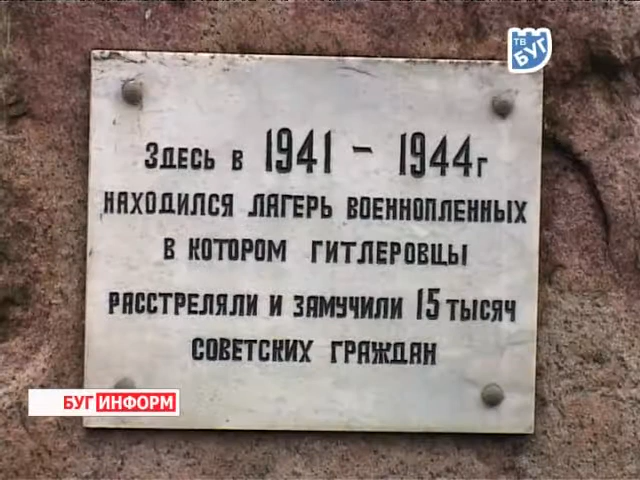 ТВ
БУГ
Здесь в 1941 - 1944г
находился лагерь военнопленных
в котором гитлеровцы
расстреляли и замучили 15 тысяч
советских граждан
БУГ ИНФОРМ